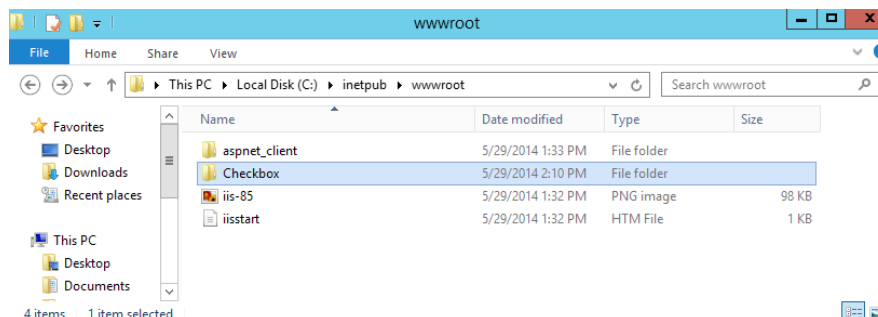 wwwroot
File Home Share View
This PC Local Disk (C:) inetpub wwwroot Search wwwroot
Favorites
Desktop
Downloads
Recent places
This PC
Desktop
Documents
Name Date modified Type Size
aspnet_client 5/29/2014 1:33 PM File folder
Checkbox 5/29/2014 2:10 PM File folder
iis-85 5/29/2014 1:32 PM PNG image 98 KB
iisstart 5/29/2014 1:32 PM HTM File 1 KB
4 items 1 item selected